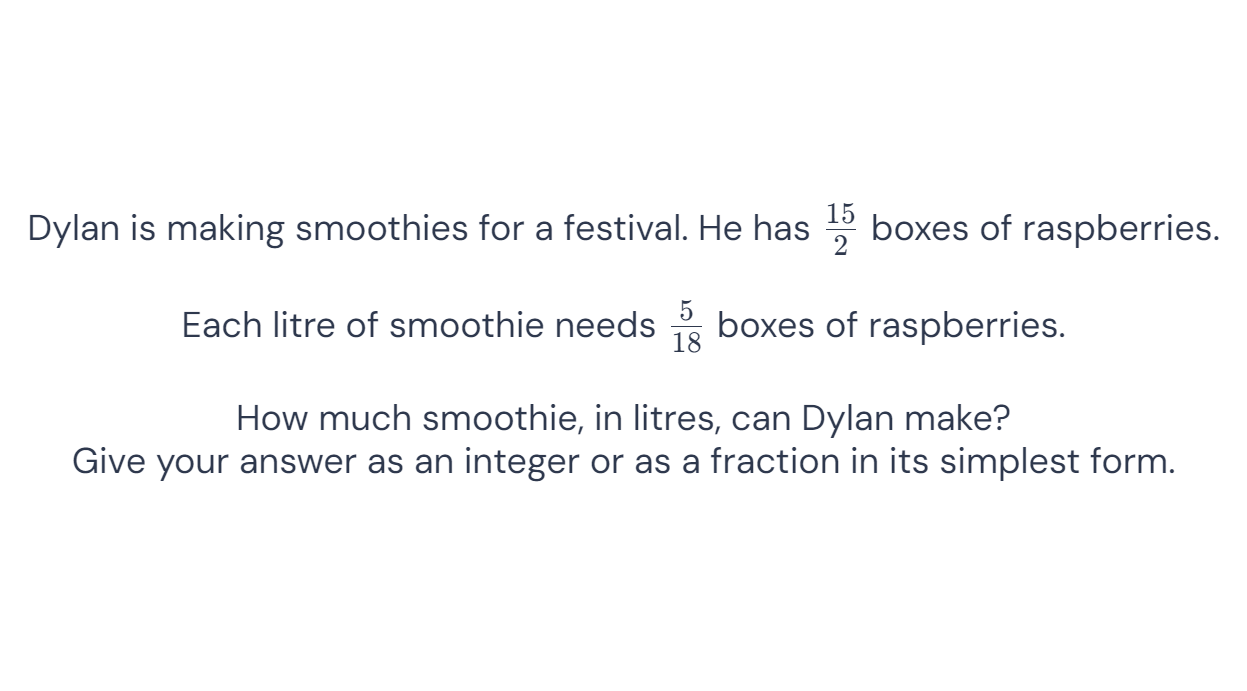 Dylan is making smoothies for a festival. He has 15/2 boxes of raspberries.
Each litre of smoothie needs 5/18 boxes of raspberries.
How much smoothie, in litres, can Dylan make?
Give your answer as an integer or as a fraction in its simplest form.